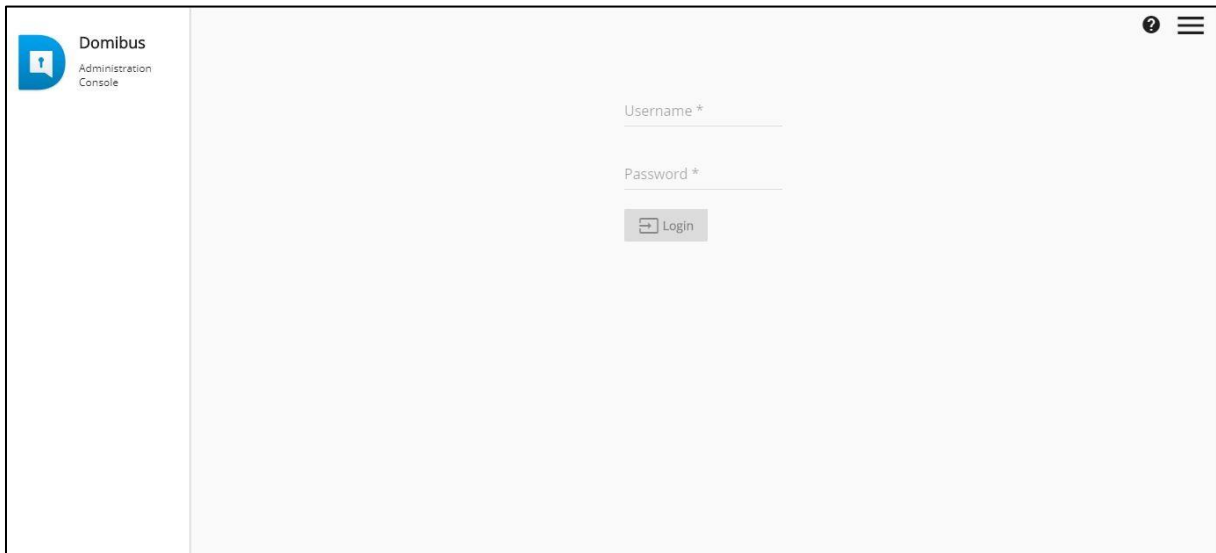 Domibus
Administration
Console
Username *
Password *
Login